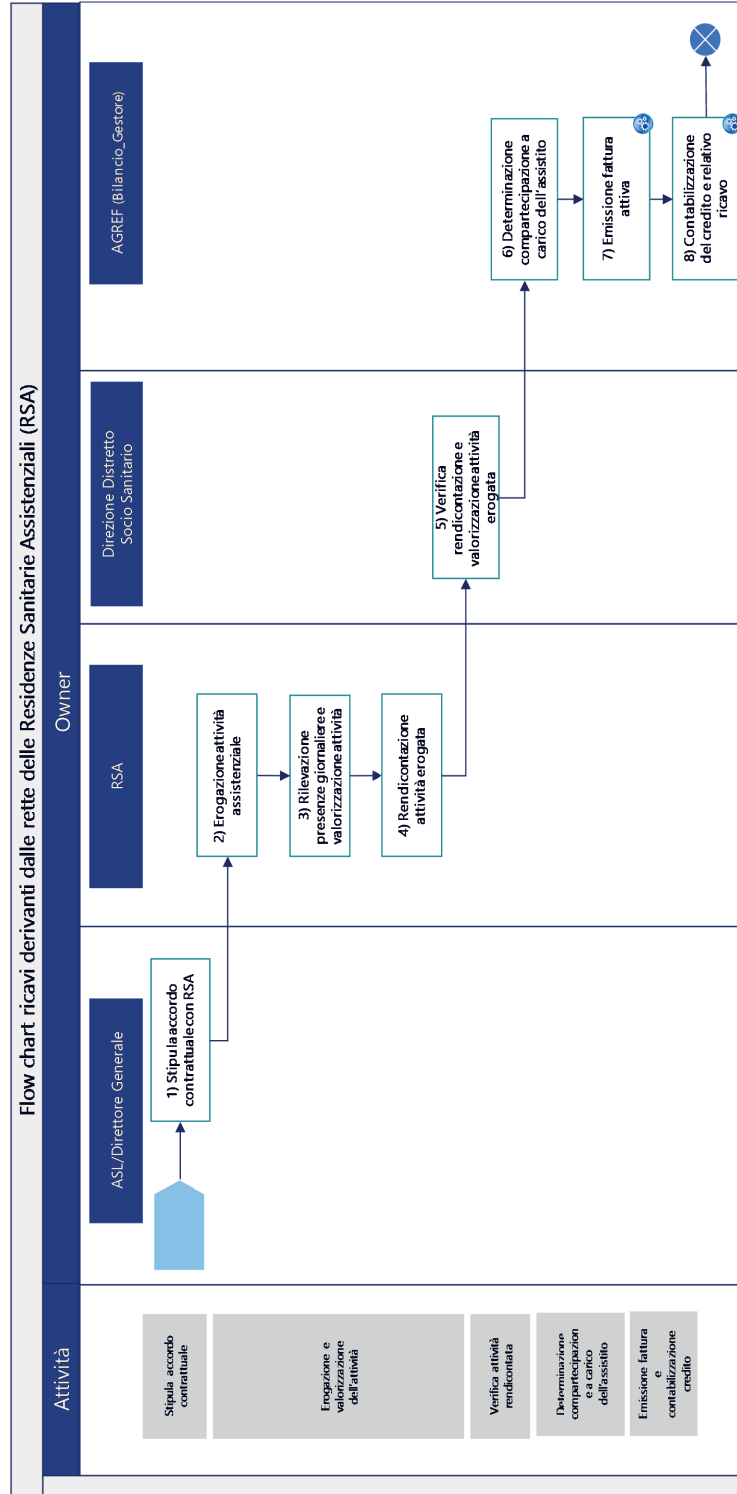 Flow chart ricavi derivanti dalle rette delle Residenze Sanitarie Assistenziali (RSA)
Attività
Owner
ASL/Direttore Generale
RSA
Direzione Distretto
Socio Sanitario
AGREF (Bilancio_Gestore)
Stipula accordo
contrattuale
1) Stipula accordo
contrattuale con RSA
Erogazione e
valorizzazione
dell'attività
2) Erogazione attività
assistenziale
3) Rilevazione
presenze giornaliere e
valorizzazione attività
4) Rendicontazione
attività erogata
Verifica attività
rendicontata
5) Verifica
rendicontazione e
valorizzazione attività
erogata
Determinazione
compartecipazion
e a carico
dell'assistito
6) Determinazione
compartecipazione a
carico dell'assistito
Emissione fattura
e
contabilizzazione
credito
7) Emissione fattura
attiva
8) Contabilizzazione
del credito e relativo
ricavo